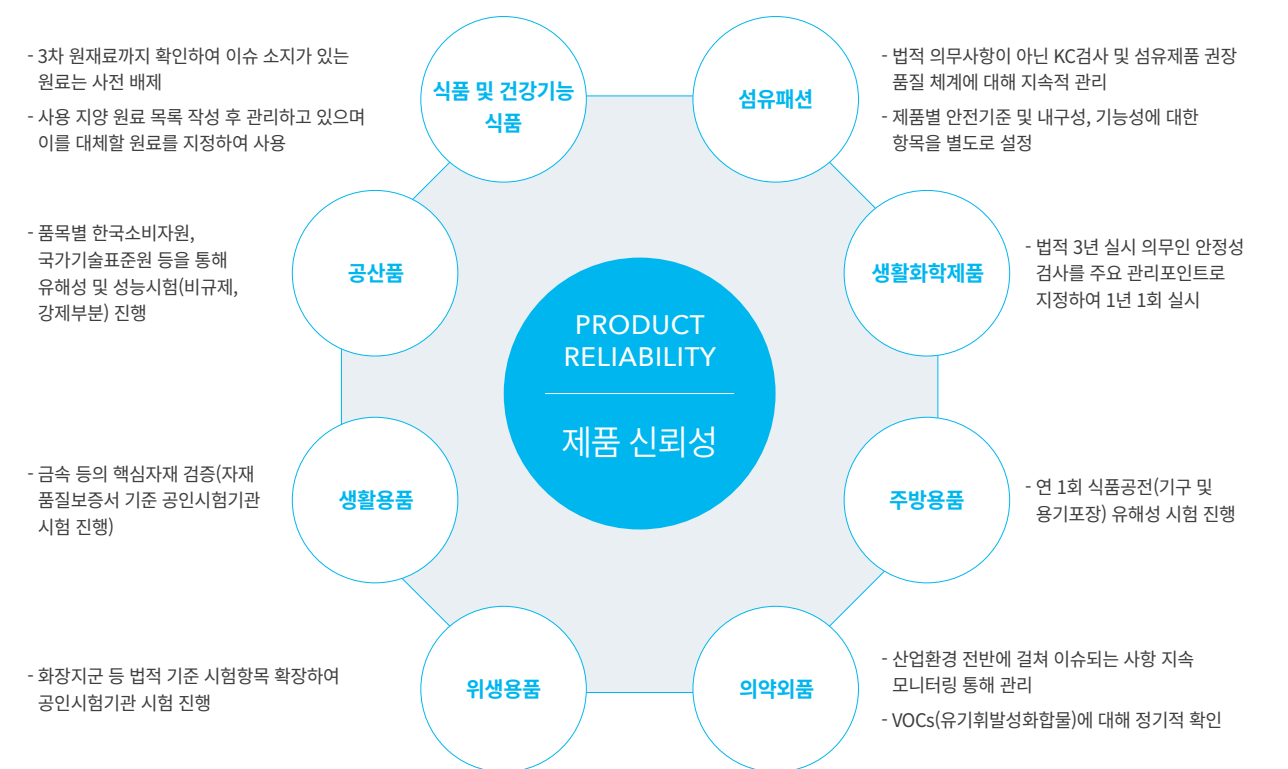 - 3차 원재료까지 확인하여 이슈 소지가 있는
원료는 사전 배제
- 사용 지양 원료 목록 작성 후 관리하고 있으며
이를 대체할 원료를 지정하여 사용
식품 및 건강기능
식품
섬유패션
- 법적 의무사항이 아닌 KC검사 및 섬유제품 권장
품질 체계에 대해 지속적 관리
- 제품별 안전기준 및 내구성, 기능성에 대한
항목을 별도로 설정
- 품목별 한국소비자원,
국가기술표준원 등을 통해
유해성 및 성능시험(비규제,
강제부분) 진행
공산품
생활화학제품
- 법적 3년 실시 의무인 안정성
검사를 주요 관리포인트로
지정하여 1년 1회 실시
PRODUCT
RELIABILITY
제품 신뢰성
- 금속 등의 핵심자재 검증(자재
품질보증서 기준 공인시험기관
시험 진행)
생활용품
주방용품
- 연 1회 식품공전(기구 및
용기포장) 유해성 시험 진행
- 화장지군 등 법적 기준 시험항목 확장하여
공인시험기관 시험 진행
위생용품
의약외품
- 산업환경 전반에 걸쳐 이슈되는 사항 지속
모니터링 통해 관리
- VOCs(유기휘발성화합물)에 대해 정기적 확인